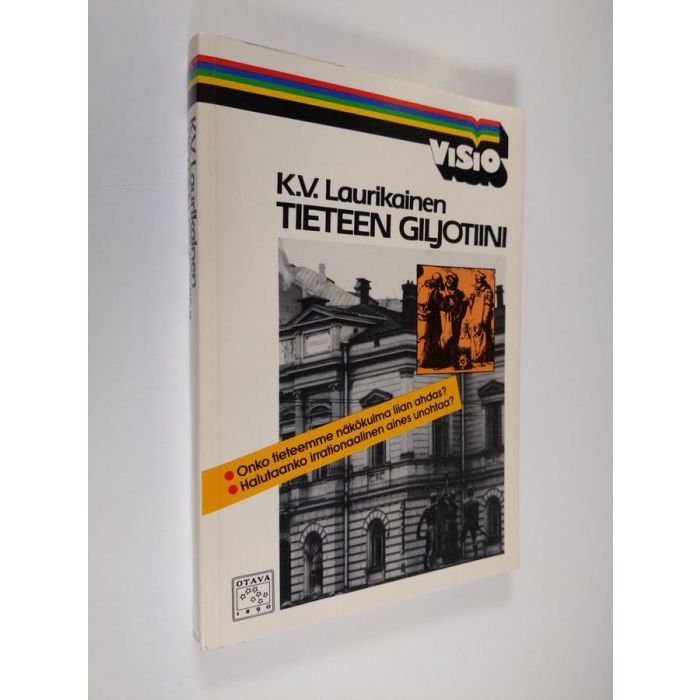 VISIO
K.V. Laurikainen
TIETEEN GILJOTIINI
Onko tieteemme näkökulma liian ahdas?
Halutaanko irrationaalinen aines unohtaa?
OTAVA
1890
K.V. Laurikainen